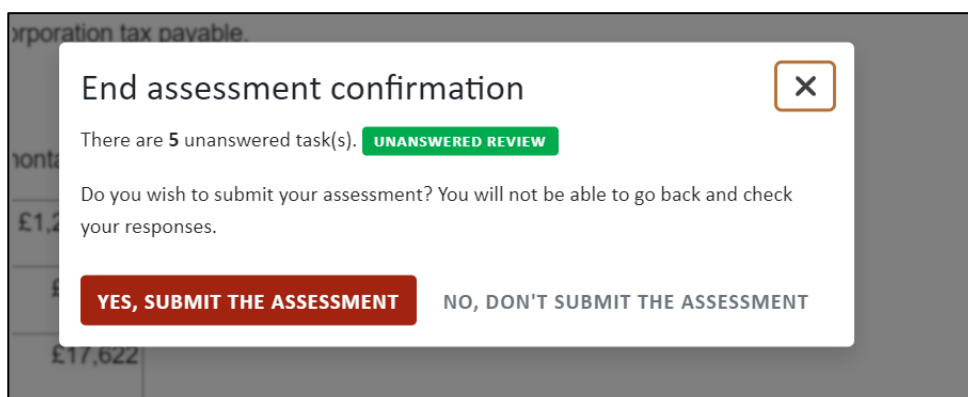 orporation tax payable.
End assessment confirmation
There are 5 unanswered task(s). UNANSWERED REVIEW
Do you wish to submit your assessment? You will not be able to go back and check
your responses.
£1,2
YES, SUBMIT THE ASSESSMENT NO, DON'T SUBMIT THE ASSESSMENT
£17,622